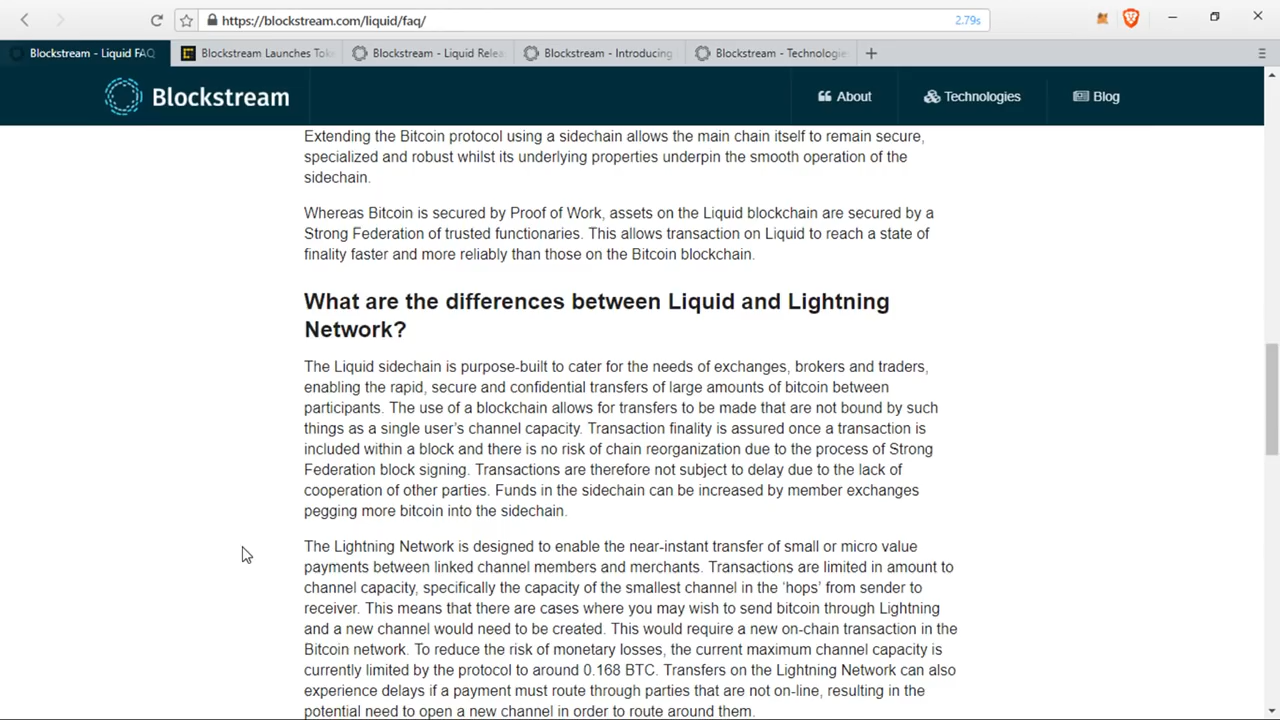 https://blockstream.com/liquid/faq/
2.79s
Blockstream - Liquid FAQ
Blockstream Launches Tok
Blockstream - Liquid Relea
Blockstream - Introducing
Blockstream - Technologie
Blockstream
About
Technologies
Blog
Extending the Bitcoin protocol using a sidechain allows the main chain itself to remain secure,
specialized and robust whilst its underlying properties underpin the smooth operation of the
sidechain.
Whereas Bitcoin is secured by Proof of Work, assets on the Liquid blockchain are secured by a
Strong Federation of trusted functionaries. This allows transaction on Liquid to reach a state of
finality faster and more reliably than those on the Bitcoin blockchain.
What are the differences between Liquid and Lightning
Network?
The Liquid sidechain is purpose-built to cater for the needs of exchanges, brokers and traders,
enabling the rapid, secure and confidential transfers of large amounts of bitcoin between
participants. The use of a blockchain allows for transfers to be made that are not bound by such
things as a single user’s channel capacity. Transaction finality is assured once a transaction is
included within a block and there is no risk of chain reorganization due to the process of Strong
Federation block signing. Transactions are therefore not subject to delay due to the lack of
cooperation of other parties. Funds in the sidechain can be increased by member exchanges
pegging more bitcoin into the sidechain.
The Lightning Network is designed to enable the near-instant transfer of small or micro value
payments between linked channel members and merchants. Transactions are limited in amount to
channel capacity, specifically the capacity of the smallest channel in the ‘hops’ from sender to
receiver. This means that there are cases where you may wish to send bitcoin through Lightning
and a new channel would need to be created. This would require a new on-chain transaction in the
Bitcoin network. To reduce the risk of monetary losses, the current maximum channel capacity is
currently limited by the protocol to around 0.168 BTC. Transfers on the Lightning Network can also
experience delays if a payment must route through parties that are not on-line, resulting in the
potential need to open a new channel in order to route around them.